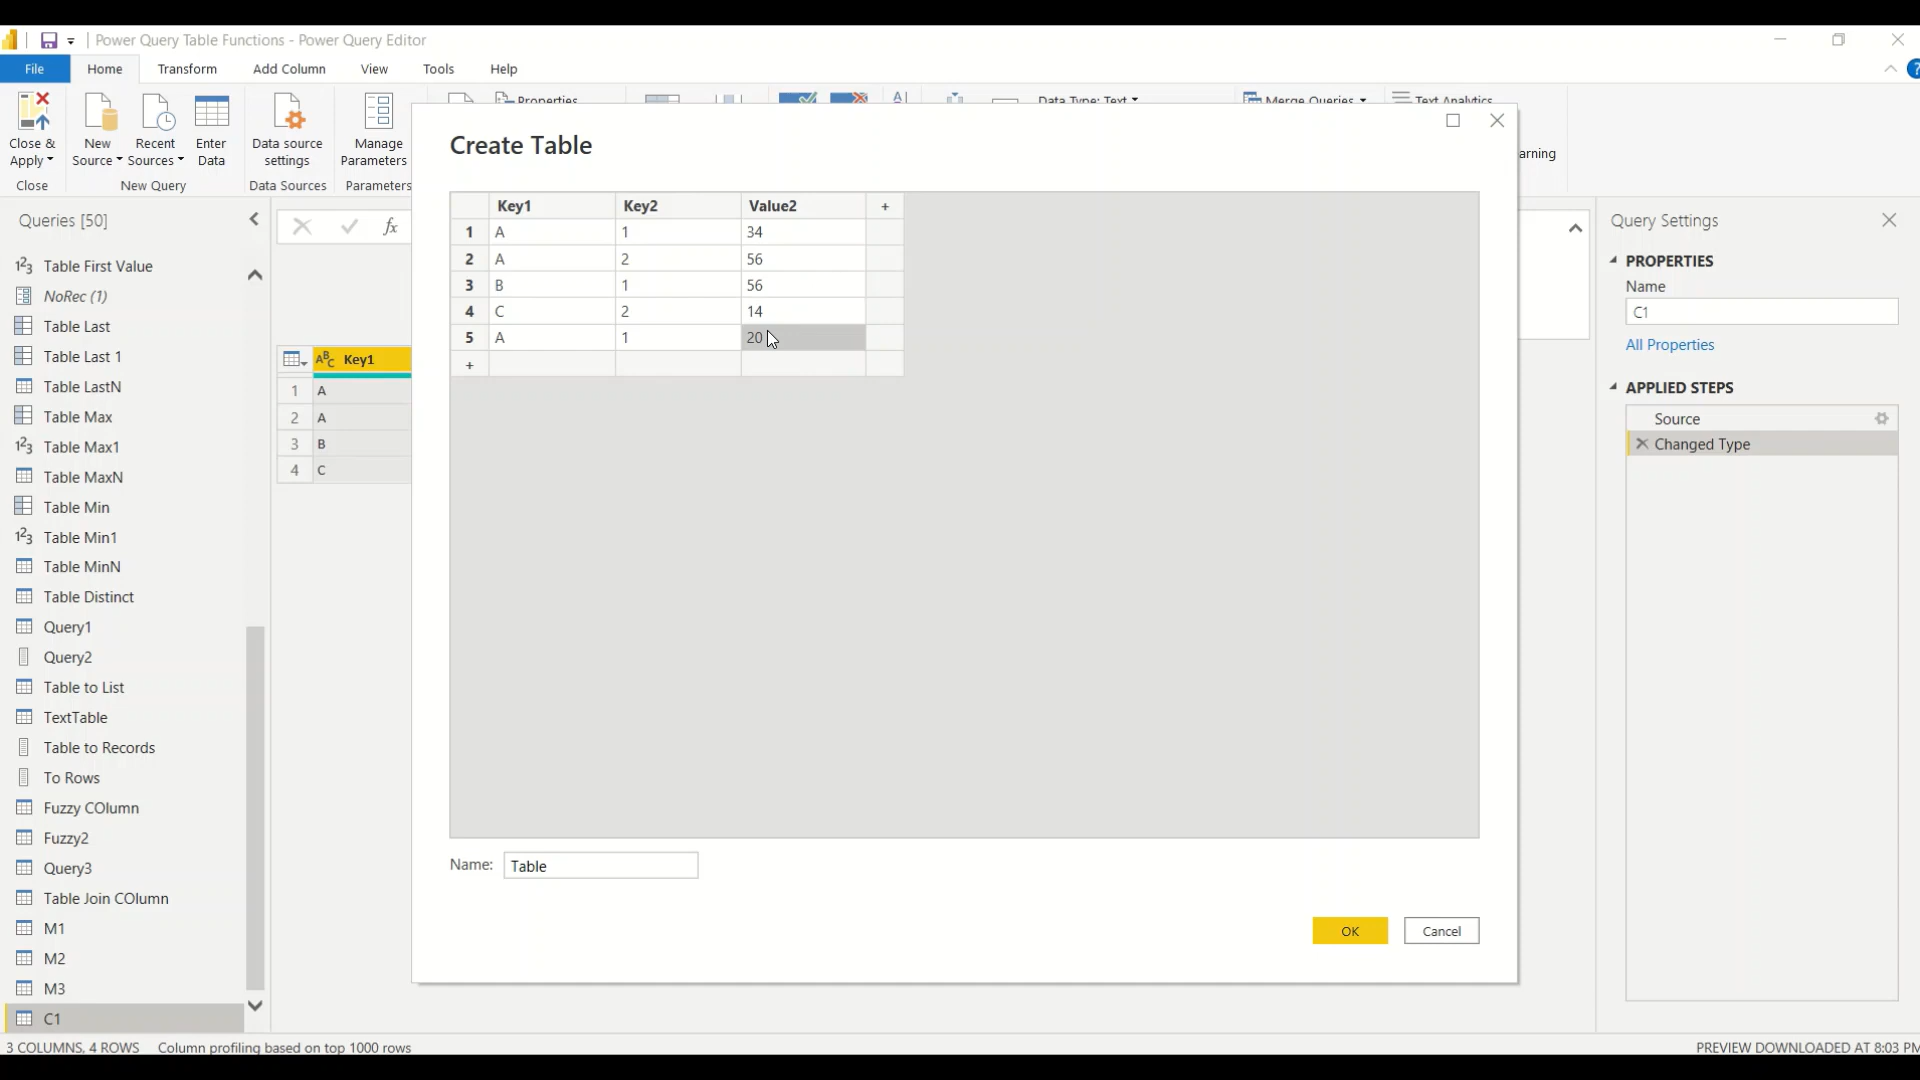 Power Query Table Functions - Power Query Editor
File Home Transform Add Column View Tools Help
Close & Apply
New Source
Recent Sources
Enter Data
Data source settings
Manage Parameters
Properties
Data Type: Text
Merge Queries
Text Analytics
arning
Close
New Query
Data Sources
Parameters
Queries [50]
fx
Table First Value
NoRec (1)
Table Last
Table Last 1
Table LastN
Table Max
Table Max1
Table MaxN
Table Min
Table Min1
Table MinN
Table Distinct
Query1
Query2
Table to List
TextTable
Table to Records
To Rows
Fuzzy COlumn
Fuzzy2
Query3
Table Join COlumn
M1
M2
M3
C1
Key1
1 A
2 A
3 B
4 C
Create Table
Key1 Key2 Value2 +
1 A 1 34
2 A 2 56
3 B 1 56
4 C 2 14
5 A 1 20
+
Name: Table
OK Cancel
Query Settings
PROPERTIES
Name
C1
All Properties
APPLIED STEPS
Source
Changed Type
3 COLUMNS, 4 ROWS Column profiling based on top 1000 rows
PREVIEW DOWNLOADED AT 8:03 PM